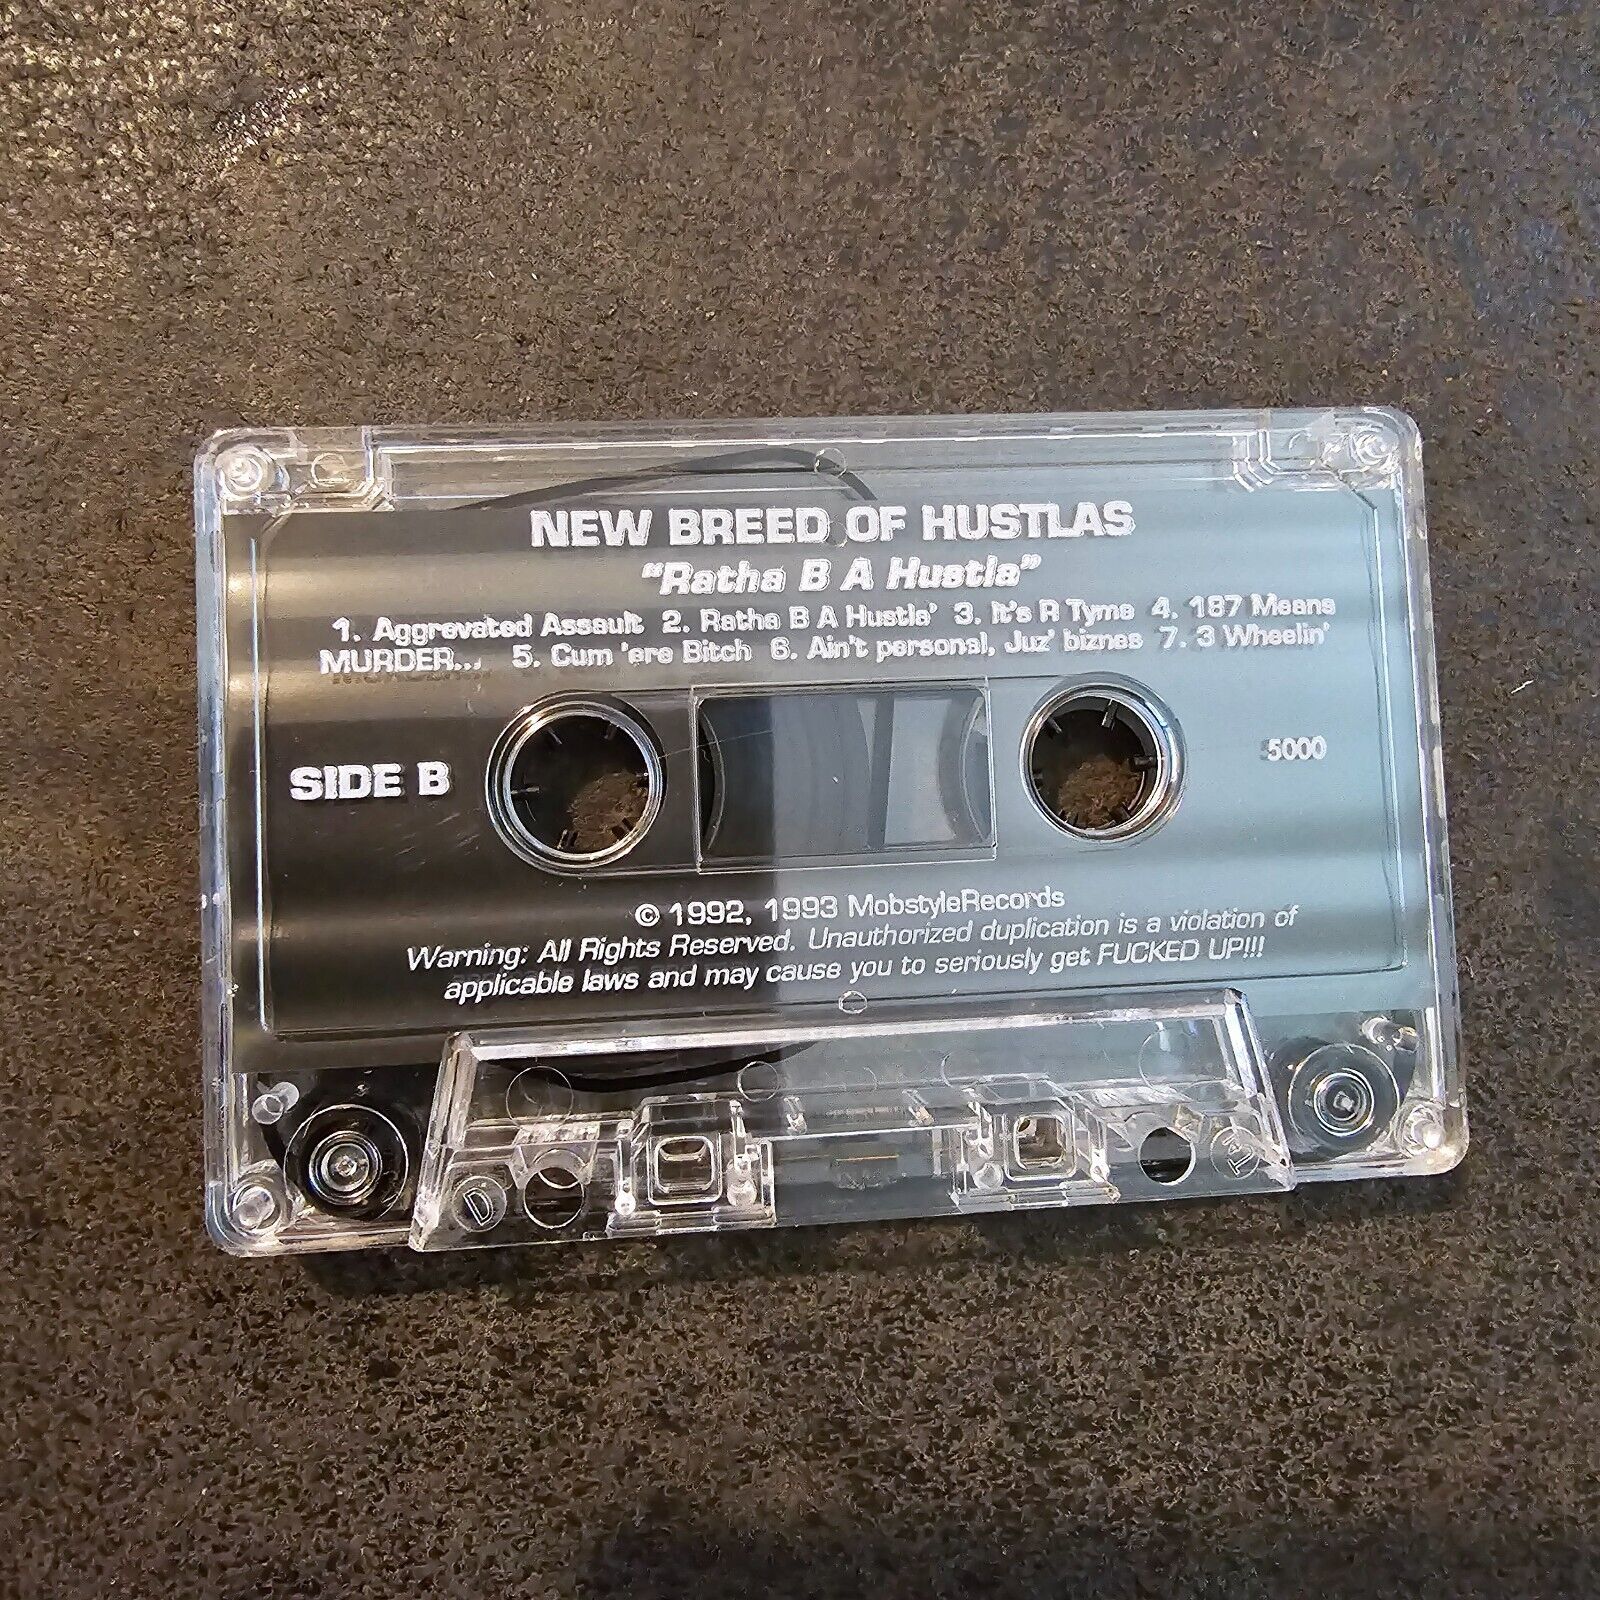 NEW BREED OF HUSTLAS
"Ratha B A Hustla"
1. Aggrevated Assault 2. Ratha B A Hustla' 3. It's R Tyme 4. 187 Means
MURDER... 5. Cum 'ere Bitch 6. Ain't personal, Juz' biznes 7. 3 Wheelin'
SIDE B
5000
© 1992, 1993 MobstyleRecords
Warning: All Rights Reserved. Unauthorized duplication is a violation of
applicable laws and may cause you to seriously get FUCKED UP!!!
D